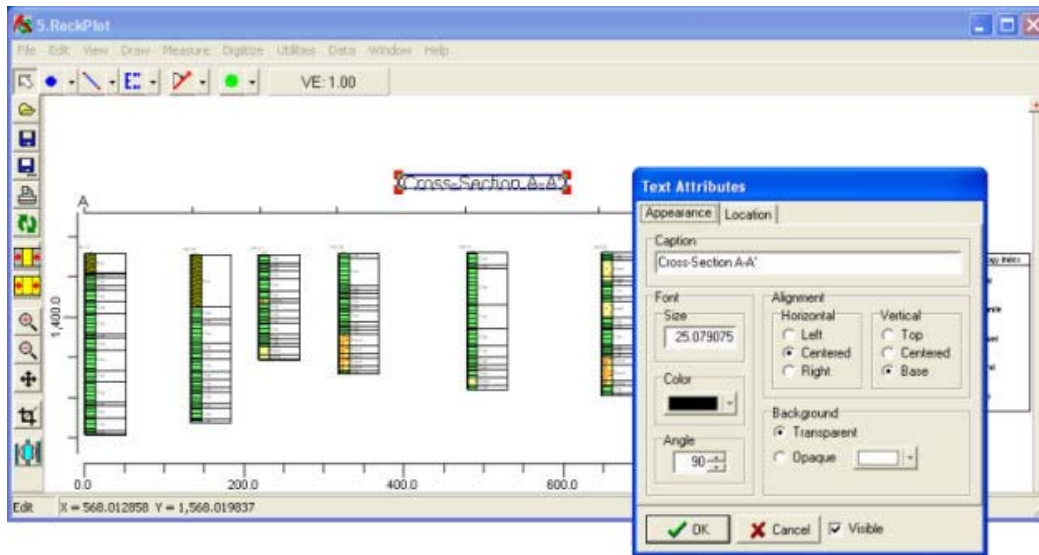 5.RockPlot
File Edit View Draw Measure Digitize Utilities Data Window Help
VE: 1.00
Cross-Section A-A'
A
1,400.0
0.0 200.0 400.0 600.0
Edit X = 568.012858 Y = 1,568.019837
Text Attributes
Appearance Location
Caption
Cross-Section A-A'
Font
Size
25.079075
Color
Angle
90
Alignment
Horizontal
Left
Centered
Right
Vertical
Top
Centered
Base
Background
Transparent
Opaque
OK Cancel Visible
Index